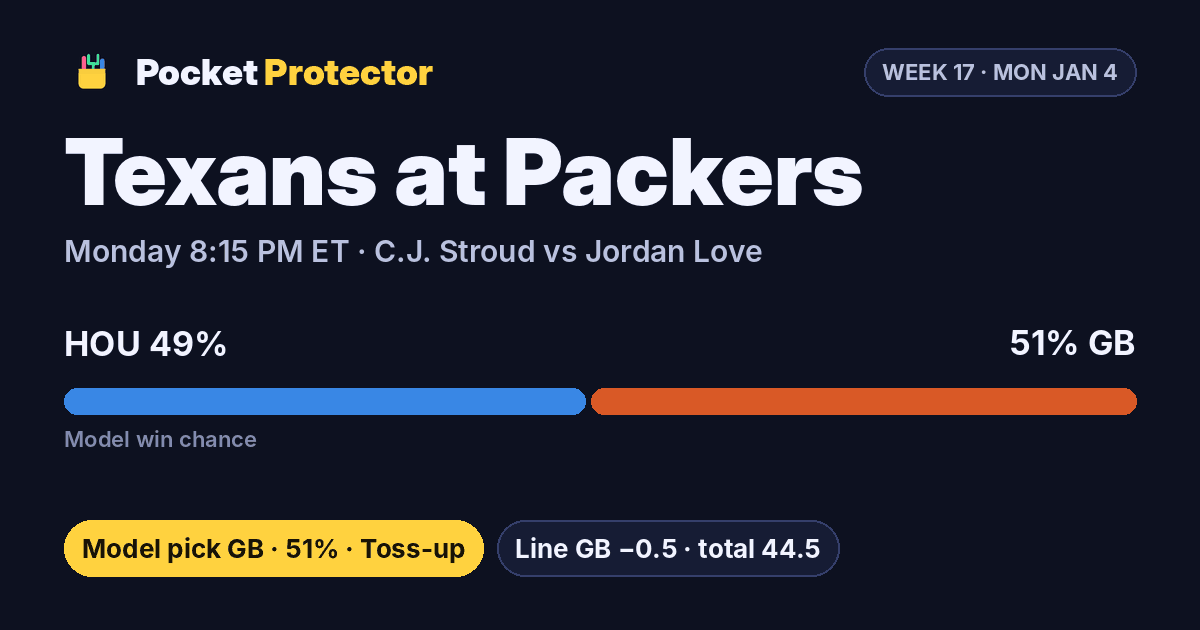 Pocket Protector
WEEK 17 · MON JAN 4
Texans at Packers
Monday 8:15 PM ET · C.J. Stroud vs Jordan Love
HOU 49%
51% GB
Model win chance
Model pick GB · 51% · Toss-up
Line GB −0.5 · total 44.5